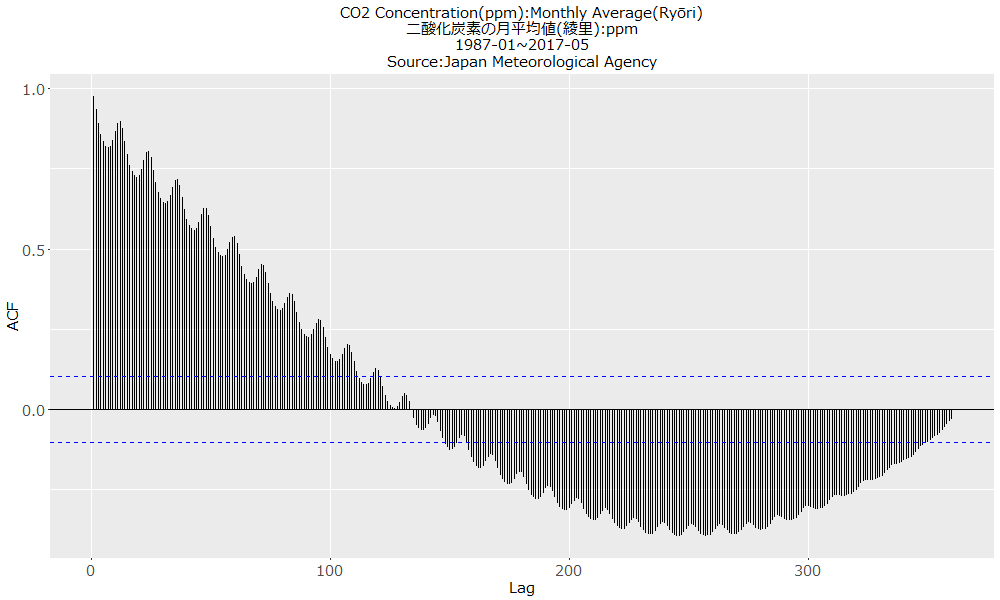 CO2 Concentration(ppm):Monthly Average(Ryōri)
二酸化炭素の月平均値(綾里):ppm
1987-01~2017-05
Source:Japan Meteorological Agency
1.0
0.5
0.0
ACF
0
100
200
300
Lag